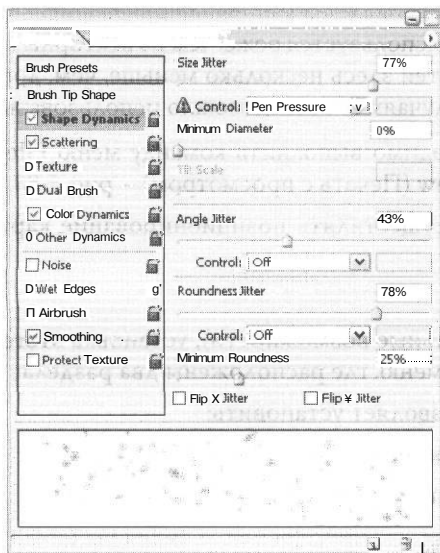 Brush Presets
Brush Tip Shape
Shape Dynamics
Scattering
D Texture
D Dual Brush
Color Dynamics
0 Other Dynamics
Noise
D Wet Edges g'
П Airbrush
Smoothing
Protect Texture
Size Jitter 77%
Control: ! Pen Pressure ; v
Minimum Diameter 0%
Tilt Scale
Angle Jitter 43%
Control: Off
Roundness Jitter 78%
Control: Off
Minimum Roundness 25%
Flip X Jitter Flip ¥ Jitter